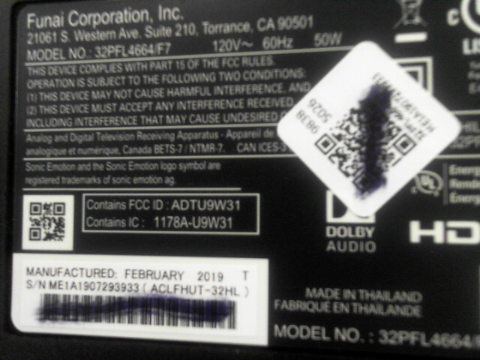 Funai Corporation, Inc.
21061 S. Western Ave. Suite 210, Torrance, CA 90501
MODEL NO. : 32PFL4664/F7 120V~ 60Hz 50W
THIS DEVICE COMPLIES WITH PART 15 OF THE FCC RULES.
OPERATION IS SUBJECT TO THE FOLLOWING TWO CONDITIONS:
(1) THIS DEVICE MAY NOT CAUSE HARMFUL INTERFERENCE, AND
(2) THIS DEVICE MUST ACCEPT ANY INTERFERENCE RECEIVED,
INCLUDING INTERFERENCE THAT MAY CAUSE UNDESIRED
Analog and Digital Television Receiving Apparatus - Appareil de
analogique et numérique, Canada BETS-7 / NTMR-7. CAN ICES-3
Sonic Emotion and the Sonic Emotion logo symbol are
registered trademarks of sonic emotion ag.
Contains FCC ID : ADTU9W31
Contains IC : 1178A-U9W31
9838
5026
DOLBY
AUDIO
HD
MANUFACTURED: FEBRUARY 2019 T
S/N ME1A1907293933 ( ACLFHUT-32HL )
MADE IN THAILAND
FABRIQUÉ EN THAÏLANDE
MODEL NO. : 32PFL4664/